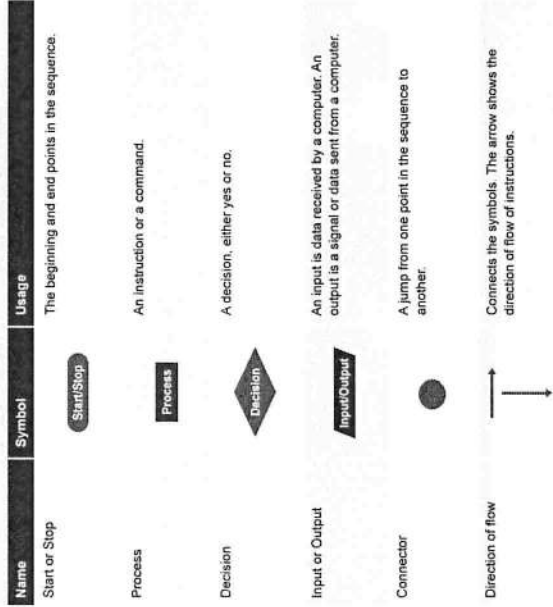 Name Symbol Usage
Start or Stop Start/Stop The beginning and end points in the sequence.
Process Process An instruction or a command.
Decision Decision A decision, either yes or no.
Input or Output Input/Output An input is data received by a computer. An
output is a signal or data sent from a computer.
Connector A jump from one point in the sequence to
another.
Direction of flow Connects the symbols. The arrow shows the
direction of flow of instructions.